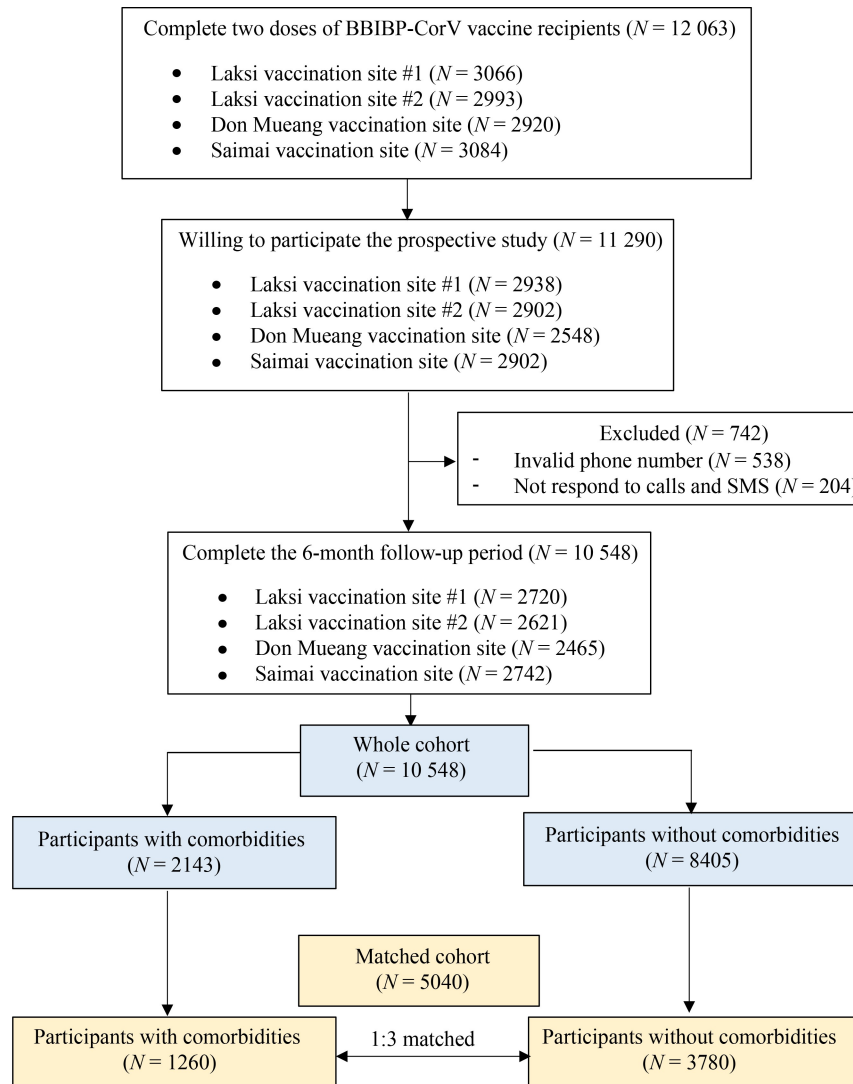 Complete two doses of BBIBP-CorV vaccine recipients (N = 12 063)
● Laksi vaccination site #1 (N = 3066)
● Laksi vaccination site #2 (N = 2993)
● Don Mueang vaccination site (N = 2920)
● Saimai vaccination site (N = 3084)
Willing to participate the prospective study (N = 11 290)
● Laksi vaccination site #1 (N = 2938)
● Laksi vaccination site #2 (N = 2902)
● Don Mueang vaccination site (N = 2548)
● Saimai vaccination site (N = 2902)
Excluded (N = 742)
- Invalid phone number (N = 538)
- Not respond to calls and SMS (N = 204)
Complete the 6-month follow-up period (N = 10 548)
● Laksi vaccination site #1 (N = 2720)
● Laksi vaccination site #2 (N = 2621)
● Don Mueang vaccination site (N = 2465)
● Saimai vaccination site (N = 2742)
Whole cohort
(N = 10 548)
Participants with comorbidities
(N = 2143)
Participants without comorbidities
(N = 8405)
Matched cohort
(N = 5040)
Participants with comorbidities
(N = 1260)
1:3 matched
Participants without comorbidities
(N = 3780)